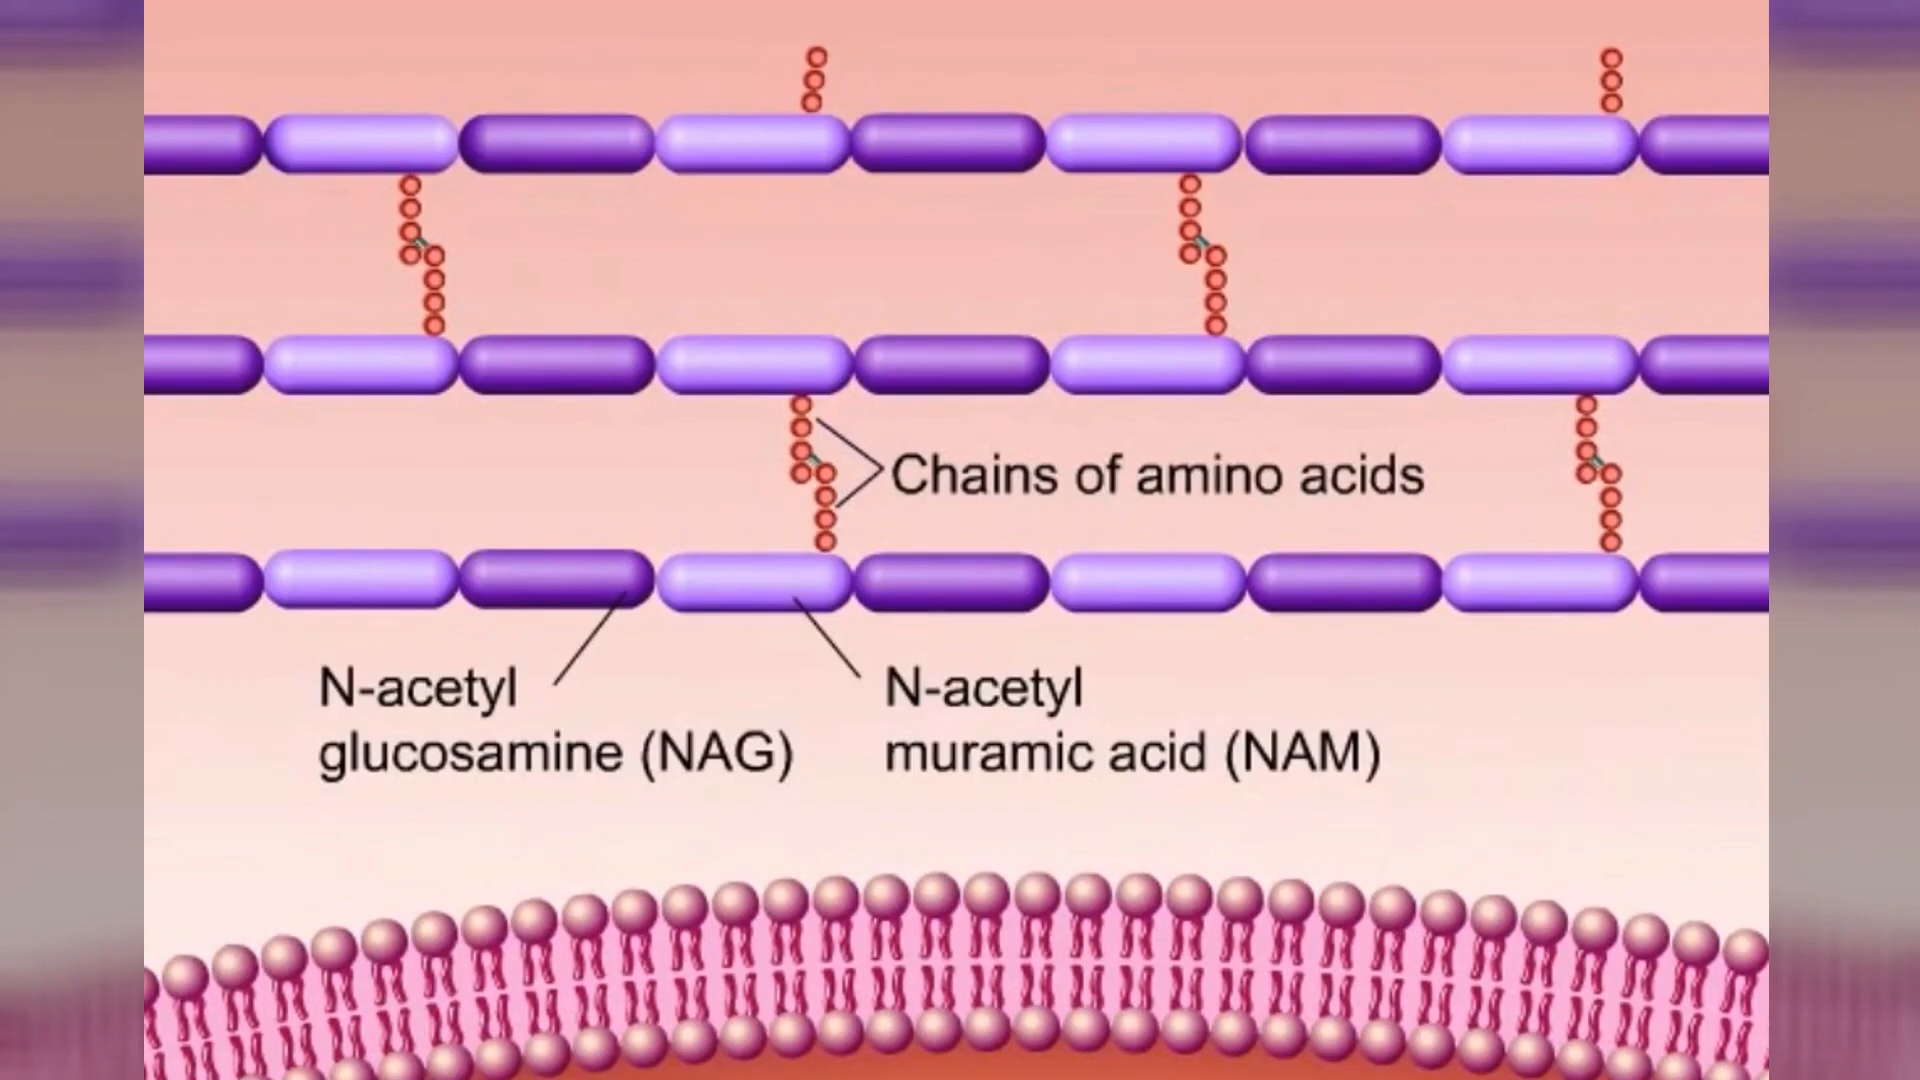 Chains of amino acids
N-acetyl
glucosamine (NAG)
N-acetyl
muramic acid (NAM)